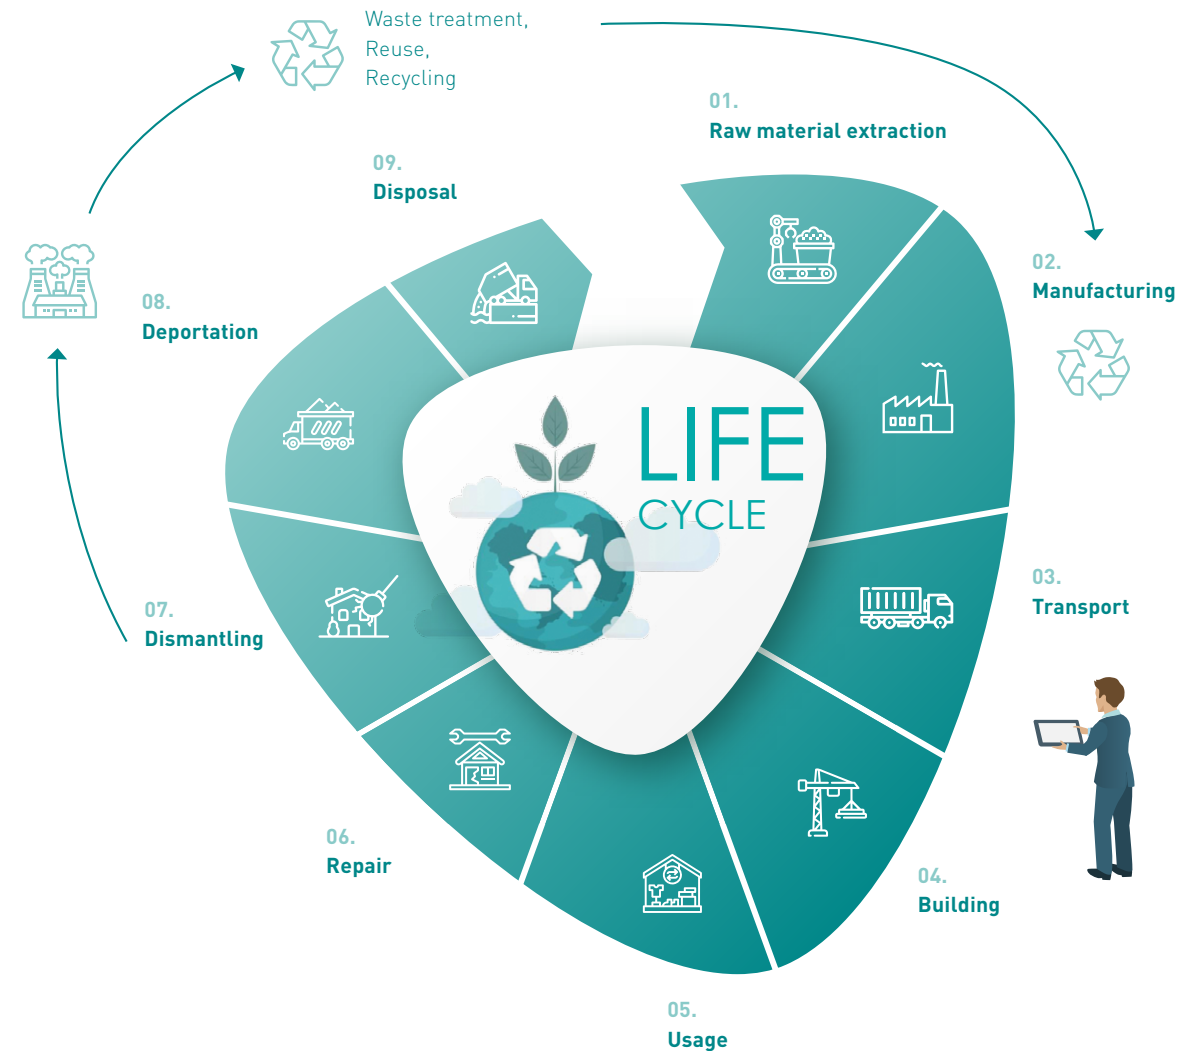 Waste treatment,
Reuse,
Recycling
01.
Raw material extraction
02.
Manufacturing
03.
Transport
04.
Building
05.
Usage
06.
Repair
07.
Dismantling
08.
Deportation
09.
Disposal
LIFE
CYCLE